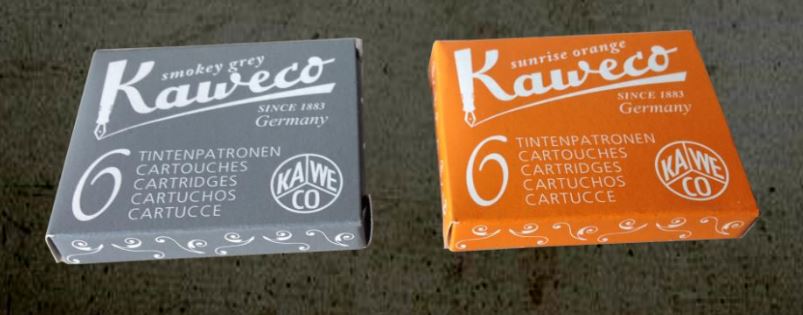 smokey grey
Kaweco
SINCE 1883
Germany
6
TINTENPATRONEN
CARTOUCHES
CARTRIDGES
CARTUCHOS
CARTUCCE
KA WE
CO
sunrise orange
Kaweco
SINCE 1883
Germany
6
TINTENPATRONEN
CARTOUCHES
CARTRIDGES
CARTUCHOS
CARTUCCE
KA WE
CO